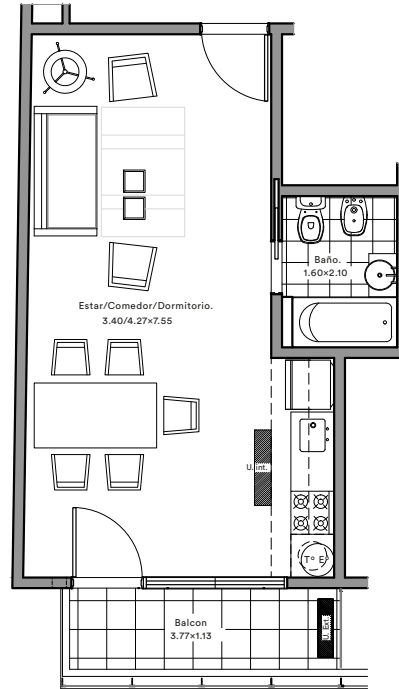 Baño.
1.60×2.10
Estar/Comedor/Dormitorio.
3.40/4.27×7.55
U. int.
Tº E
Balcon
3.77×1.13
U. Ext.